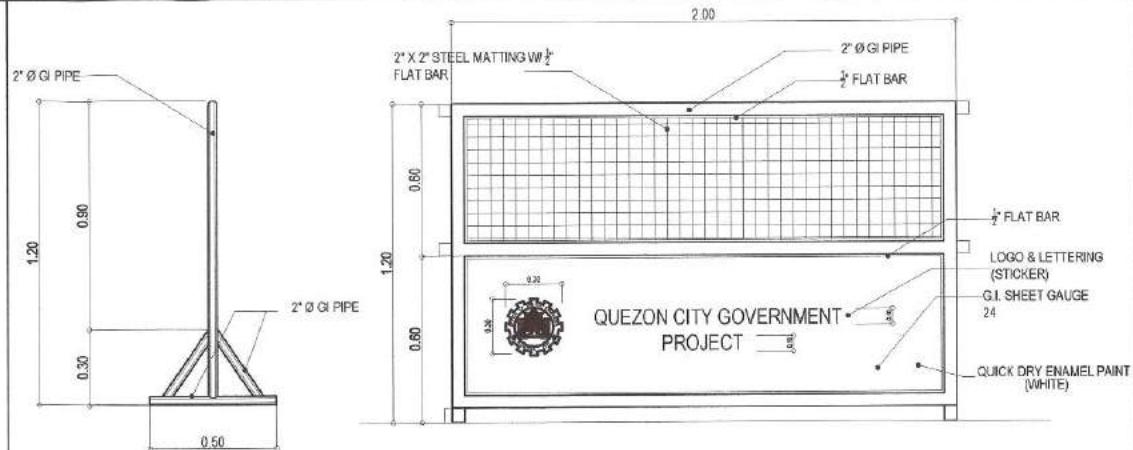 2" Ø GI PIPE
1.20
0.90
0.30
2" Ø GI PIPE
0.50
2.00
2" X 2" STEEL MATTING W/ ½"
FLAT BAR
2" Ø GI PIPE
½" FLAT BAR
1.20
0.60
0.60
½" FLAT BAR
LOGO & LETTERING
(STICKER)
G.I. SHEET GAUGE
24
QUICK DRY ENAMEL PAINT
(WHITE)
0.30
0.30
QUEZON CITY GOVERNMENT
PROJECT